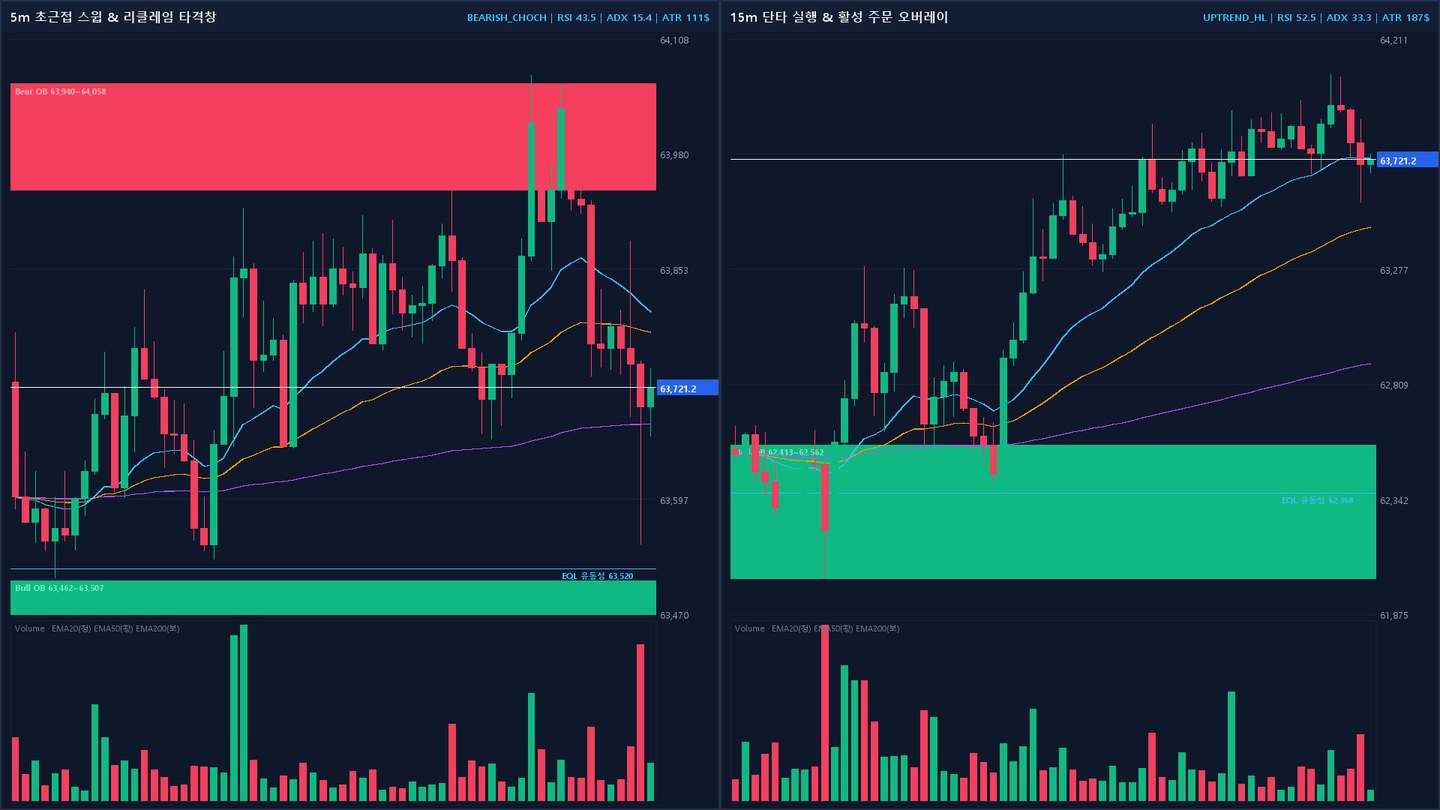 5m 초근접 스윕 & 리클레임 타격창
BEARISH_CHOCH | RSI 43.5 | ADX 15.4 | ATR 111$
64,108
Bear OB 63,940~64,058
63,980
63,853
63,721.2
63,597
EQL 유동성 63,520
Bull OB 63,462~63,507
63,470
Volume · EMA20(청) EMA50(황) EMA200(보)
15m 단타 실행 & 활성 주문 오버레이
UPTREND_HL | RSI 52.5 | ADX 33.3 | ATR 187$
64,211
63,721.2
63,277
62,809
OB 62,413~62,562
EQL 유동성 62,368
62,342
61,875
Volume · EMA20(청) EMA50(황) EMA200(보)